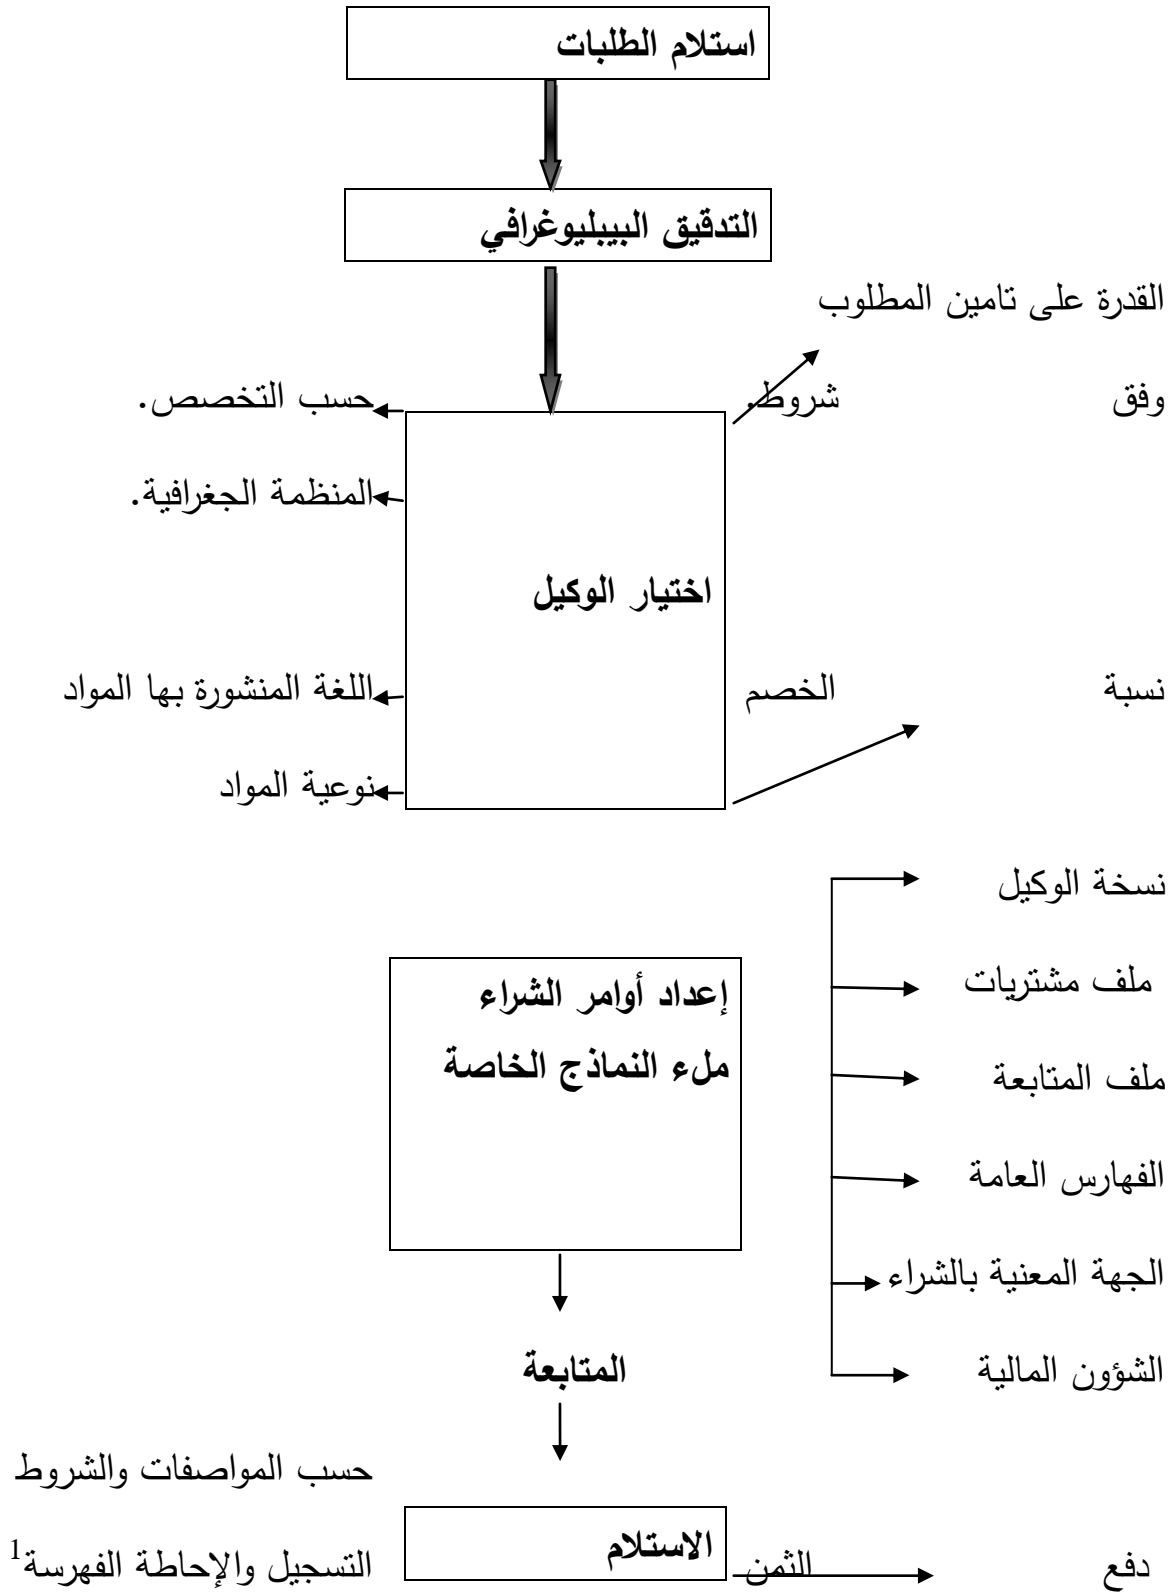 استلام الطلبات
التدقيق البيبليوغرافي
القدرة على تامين المطلوب
وفق شروط.
حسب التخصص.
المنظمة الجغرافية.
اختيار الوكيل
نسبة الخصم
اللغة المنشورة بها المواد
نوعية المواد
نسخة الوكيل
ملف مشتريات
إعداد أوامر الشراء
ملء النماذج الخاصة
ملف المتابعة
الفهارس العامة
الجهة المعنية بالشراء
الشؤون المالية
المتابعة
حسب المواصفات والشروط
الاستلام
دفع الثمن
التسجيل والإحاطة الفهرسة1